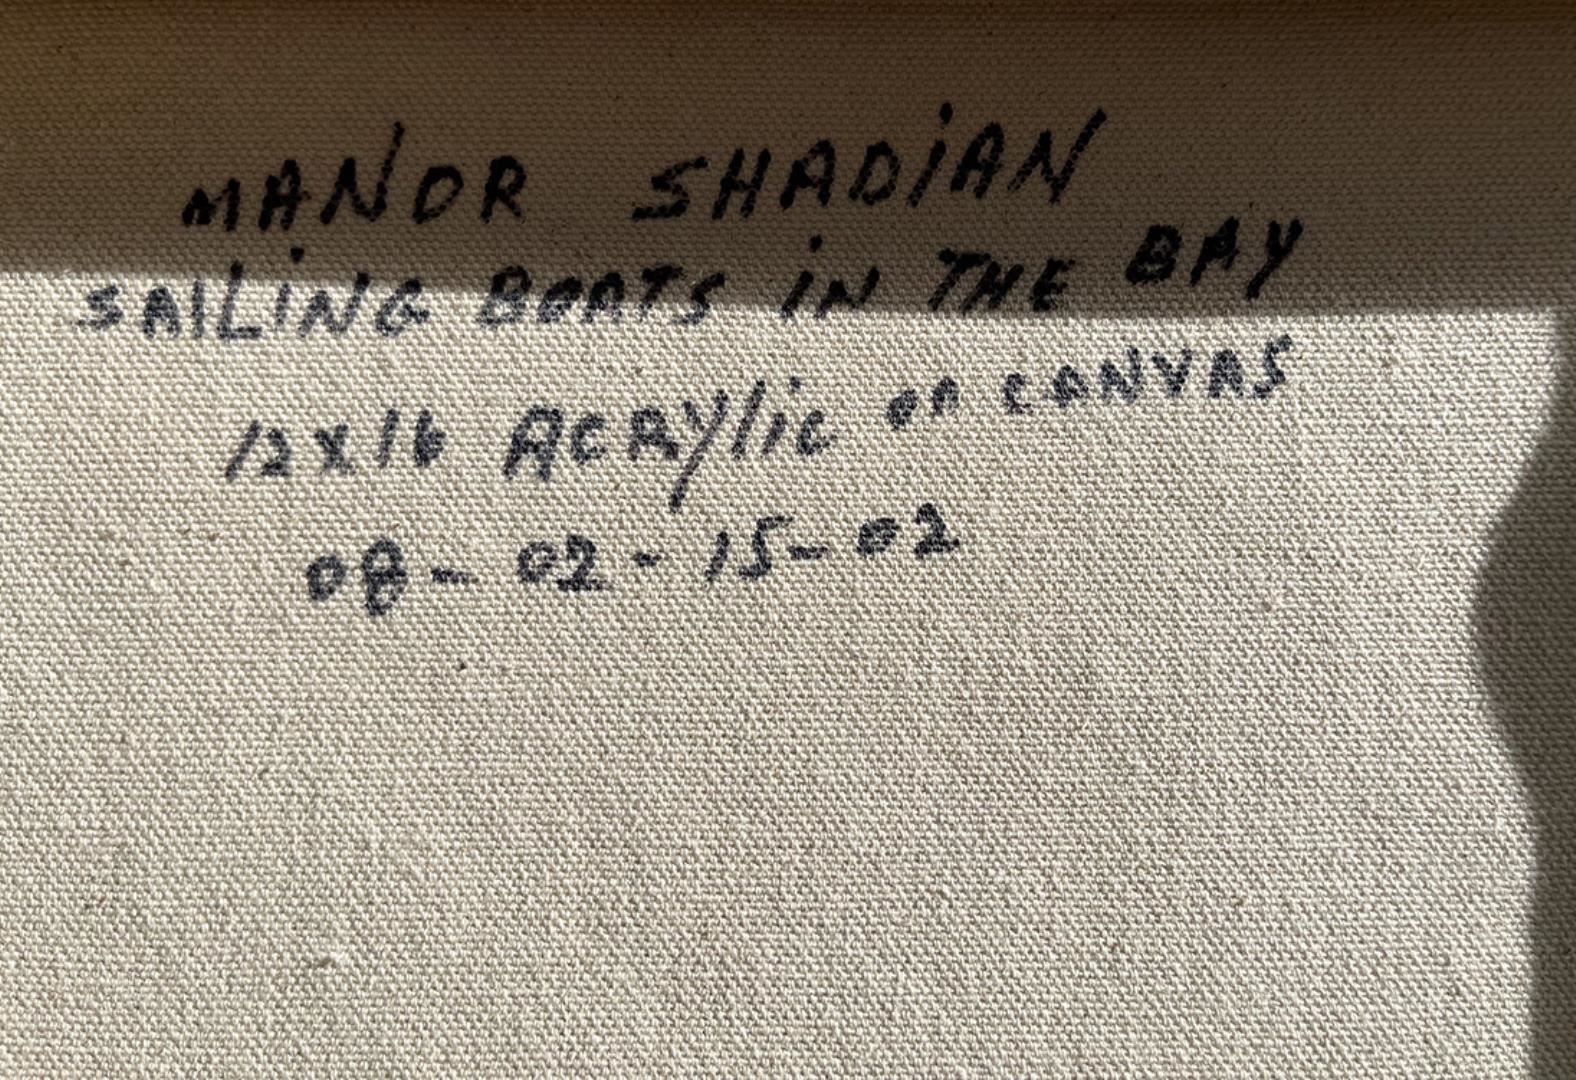 MANOR SHADiAN
SAILiNG BOATS iN THE BAY
12X16 ACRYlic on CANVAS
08-02-15-02